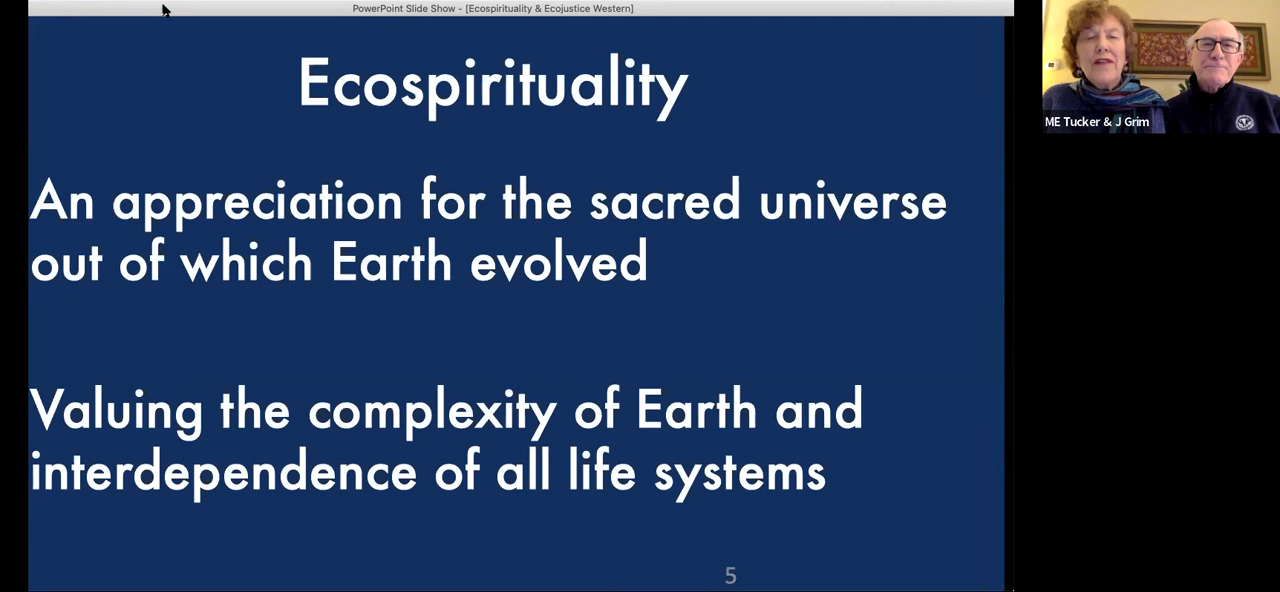 PowerPoint Slide Show - [Ecospirituality & Ecojustice Western]
Ecospirituality
An appreciation for the sacred universe
out of which Earth evolved
Valuing the complexity of Earth and
interdependence of all life systems
5
ME Tucker & J Grim